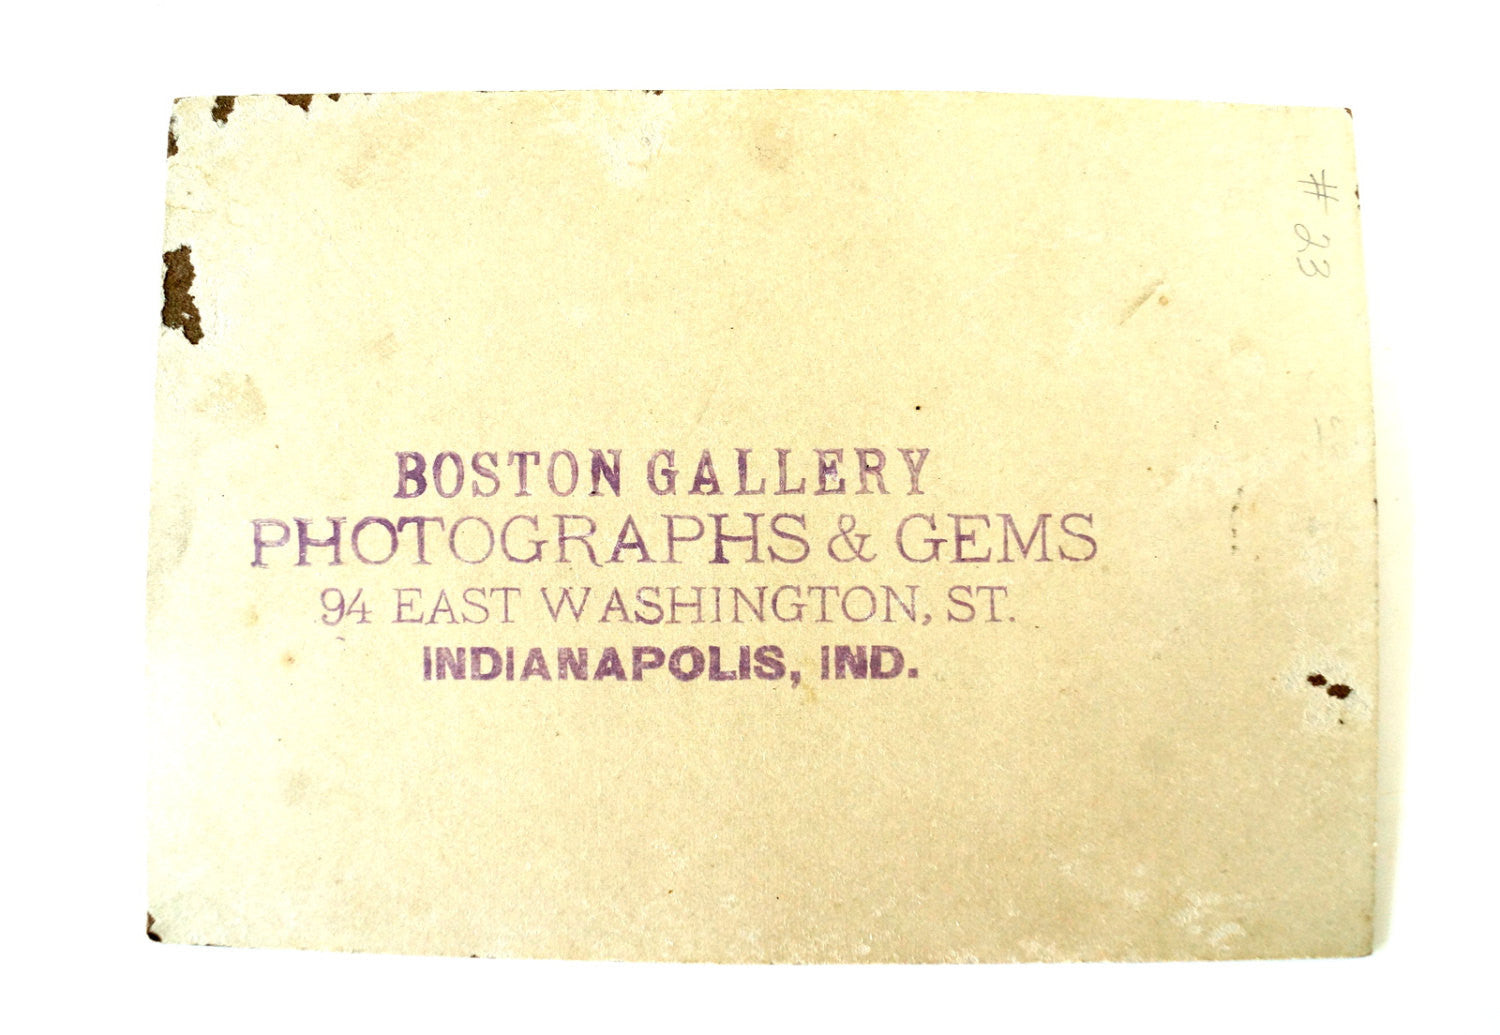 BOSTON GALLERY
PHOTOGRAPHS & GEMS
94 EAST WASHINGTON, ST.
INDIANAPOLIS, IND.
# 23